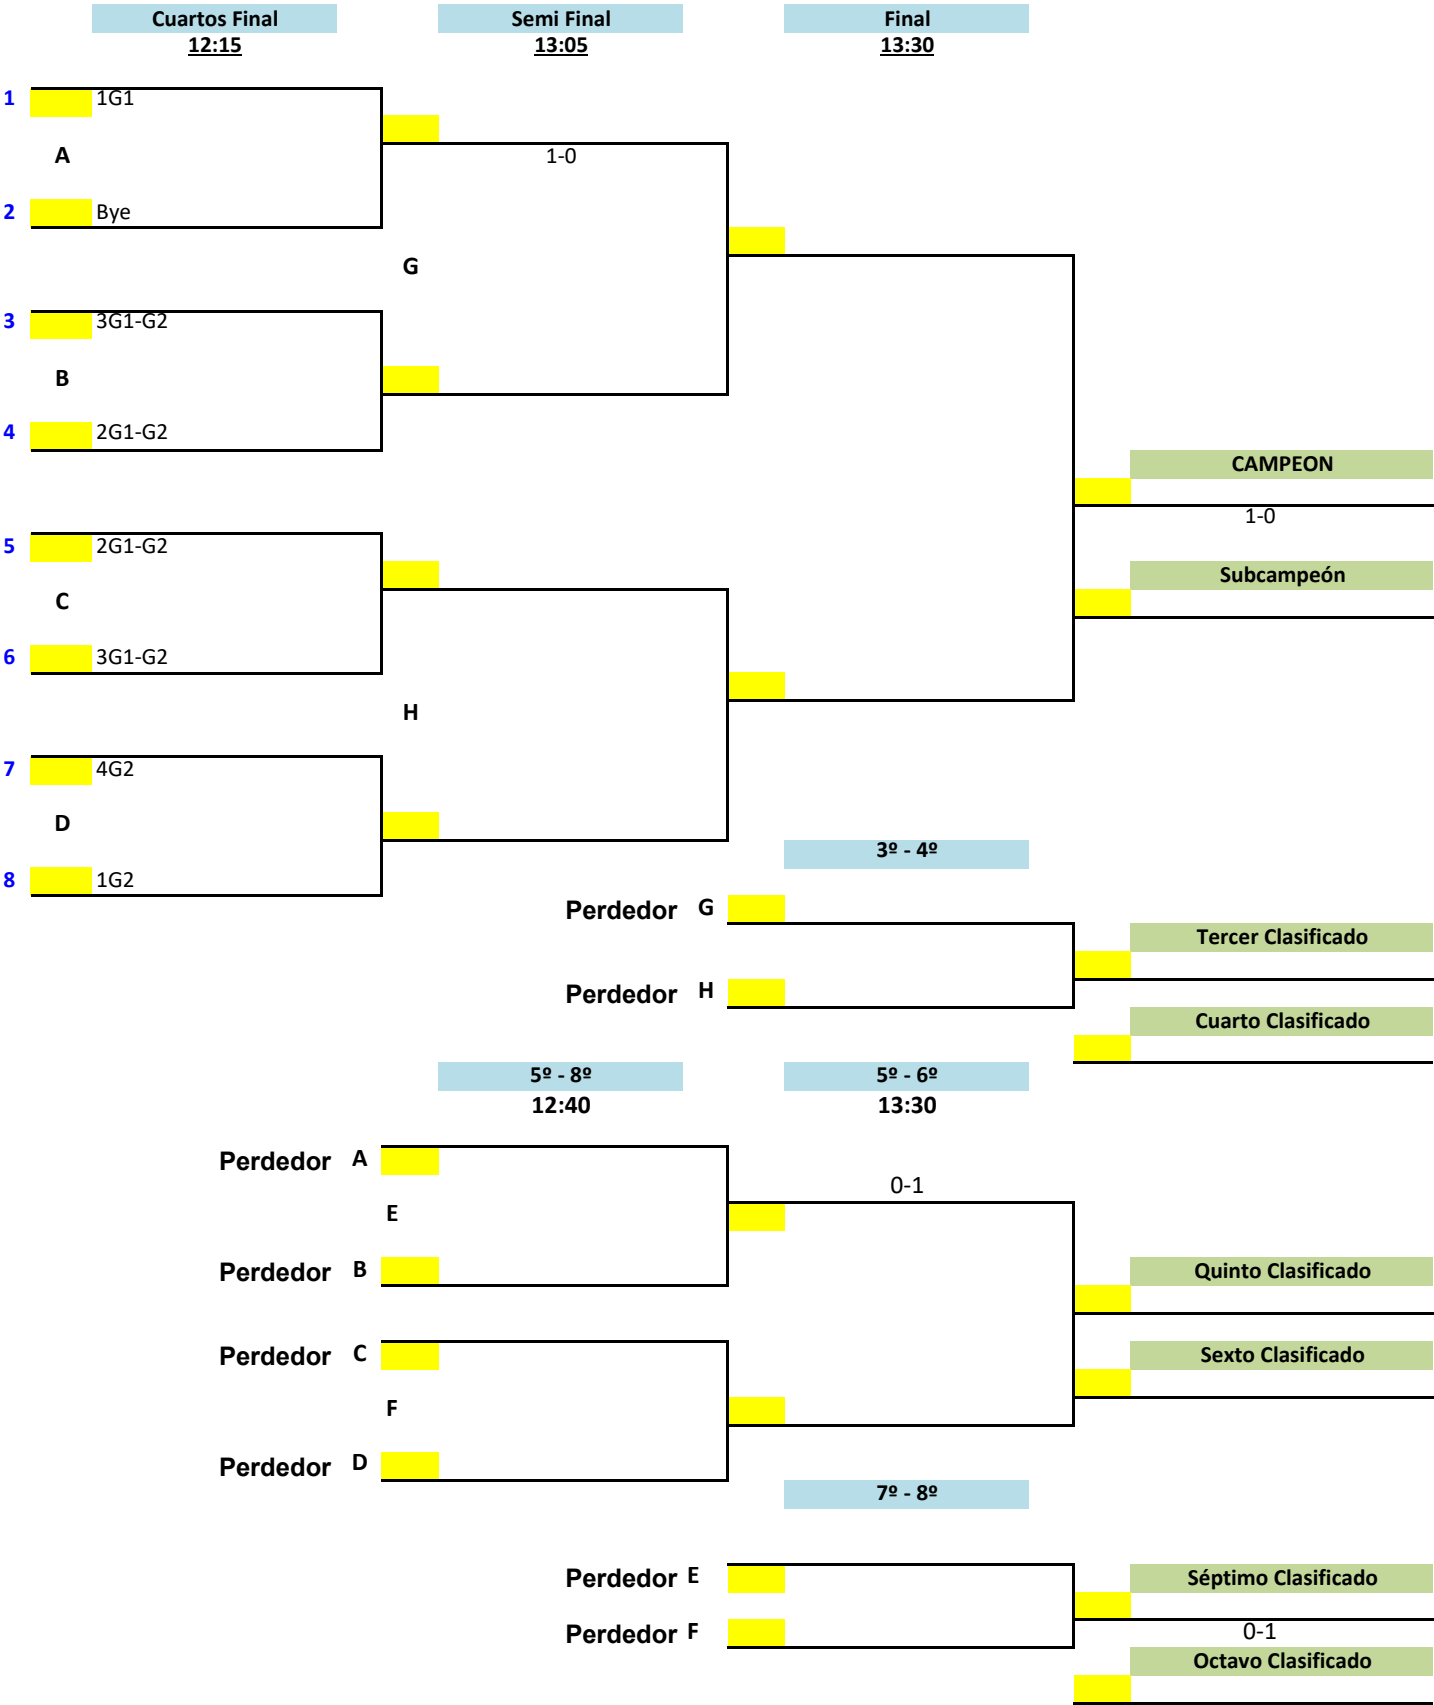 Cuartos Final Semi Final Final
12:15 13:05 13:30
1 1G1
A 1-0
2 Bye
G
3 3G1-G2
B
4 2G1-G2
CAMPEON
1-0
5 2G1-G2
Subcampeón
C
6 3G1-G2
H
7 4G2
D
3º - 4º
8 1G2
Perdedor G
Tercer Clasificado
Perdedor H
Cuarto Clasificado
5º - 8º 5º - 6º
12:40 13:30
Perdedor A
0-1
E
Perdedor B Quinto Clasificado
Perdedor C Sexto Clasificado
F
Perdedor D
7º - 8º
Perdedor E Séptimo Clasificado
Perdedor F 0-1
Octavo Clasificado